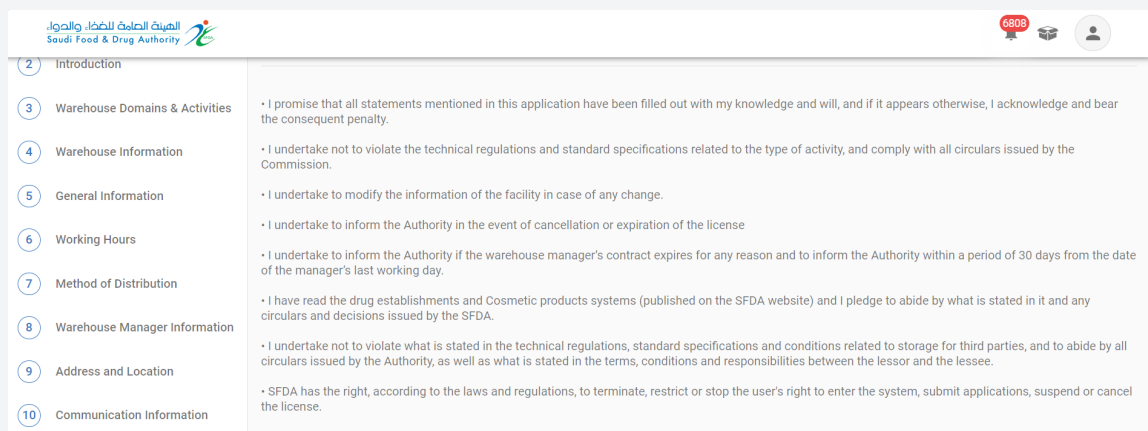 الهيئة العامة للغذاء والدواء
Saudi Food & Drug Authority
6808
2 Introduction
3 Warehouse Domains & Activities
4 Warehouse Information
5 General Information
6 Working Hours
7 Method of Distribution
8 Warehouse Manager Information
9 Address and Location
10 Communication Information
• I promise that all statements mentioned in this application have been filled out with my knowledge and will, and if it appears otherwise, I acknowledge and bear
the consequent penalty.
• I undertake not to violate the technical regulations and standard specifications related to the type of activity, and comply with all circulars issued by the
Commission.
• I undertake to modify the information of the facility in case of any change.
• I undertake to inform the Authority in the event of cancellation or expiration of the license
• I undertake to inform the Authority if the warehouse manager's contract expires for any reason and to inform the Authority within a period of 30 days from the date
of the manager's last working day.
• I have read the drug establishments and Cosmetic products systems (published on the SFDA website) and I pledge to abide by what is stated in it and any
circulars and decisions issued by the SFDA.
• I undertake not to violate what is stated in the technical regulations, standard specifications and conditions related to storage for third parties, and to abide by all
circulars issued by the Authority, as well as what is stated in the terms, conditions and responsibilities between the lessor and the lessee.
• SFDA has the right, according to the laws and regulations, to terminate, restrict or stop the user's right to enter the system, submit applications, suspend or cancel
the license.